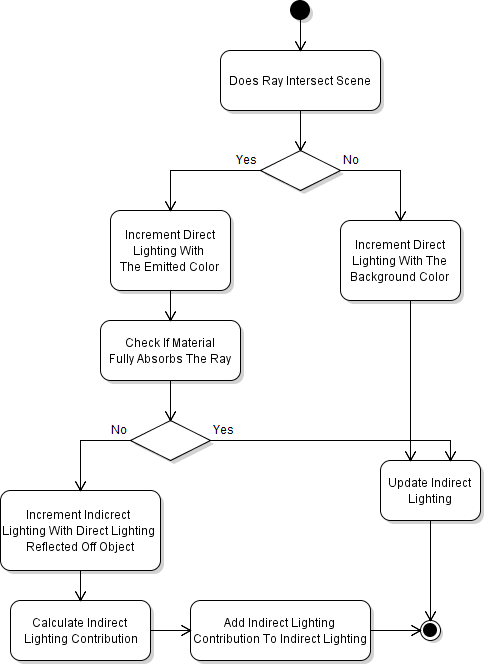 Does Ray Intersect Scene
Yes
No
Increment Direct
Lighting With
The Emitted Color
Increment Direct
Lighting With The
Background Color
Check If Material
Fully Absorbs The Ray
No
Yes
Update Indirect
Lighting
Increment Indicrect
Lighting With Direct Lighting
Reflected Off Object
Calculate Indirect
Lighting Contribution
Add Indirect Lighting
Contribution To Indirect Lighting